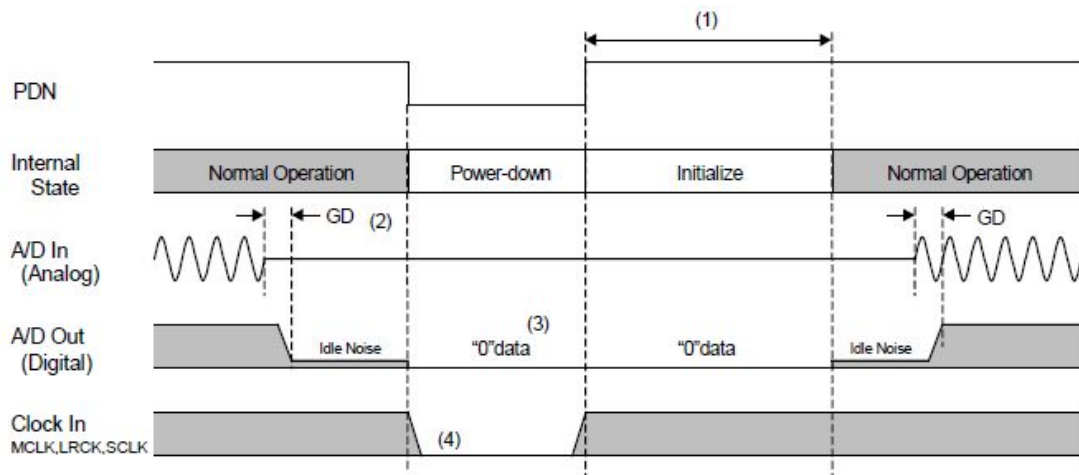 (1)
PDN
Internal
State
Normal Operation
Power-down
Initialize
Normal Operation
GD
(2)
GD
A/D In
(Analog)
A/D Out
(Digital)
Idle Noise
(3)
“0”data
“0”data
Idle Noise
Clock In
MCLK,LRCK,SCLK
(4)